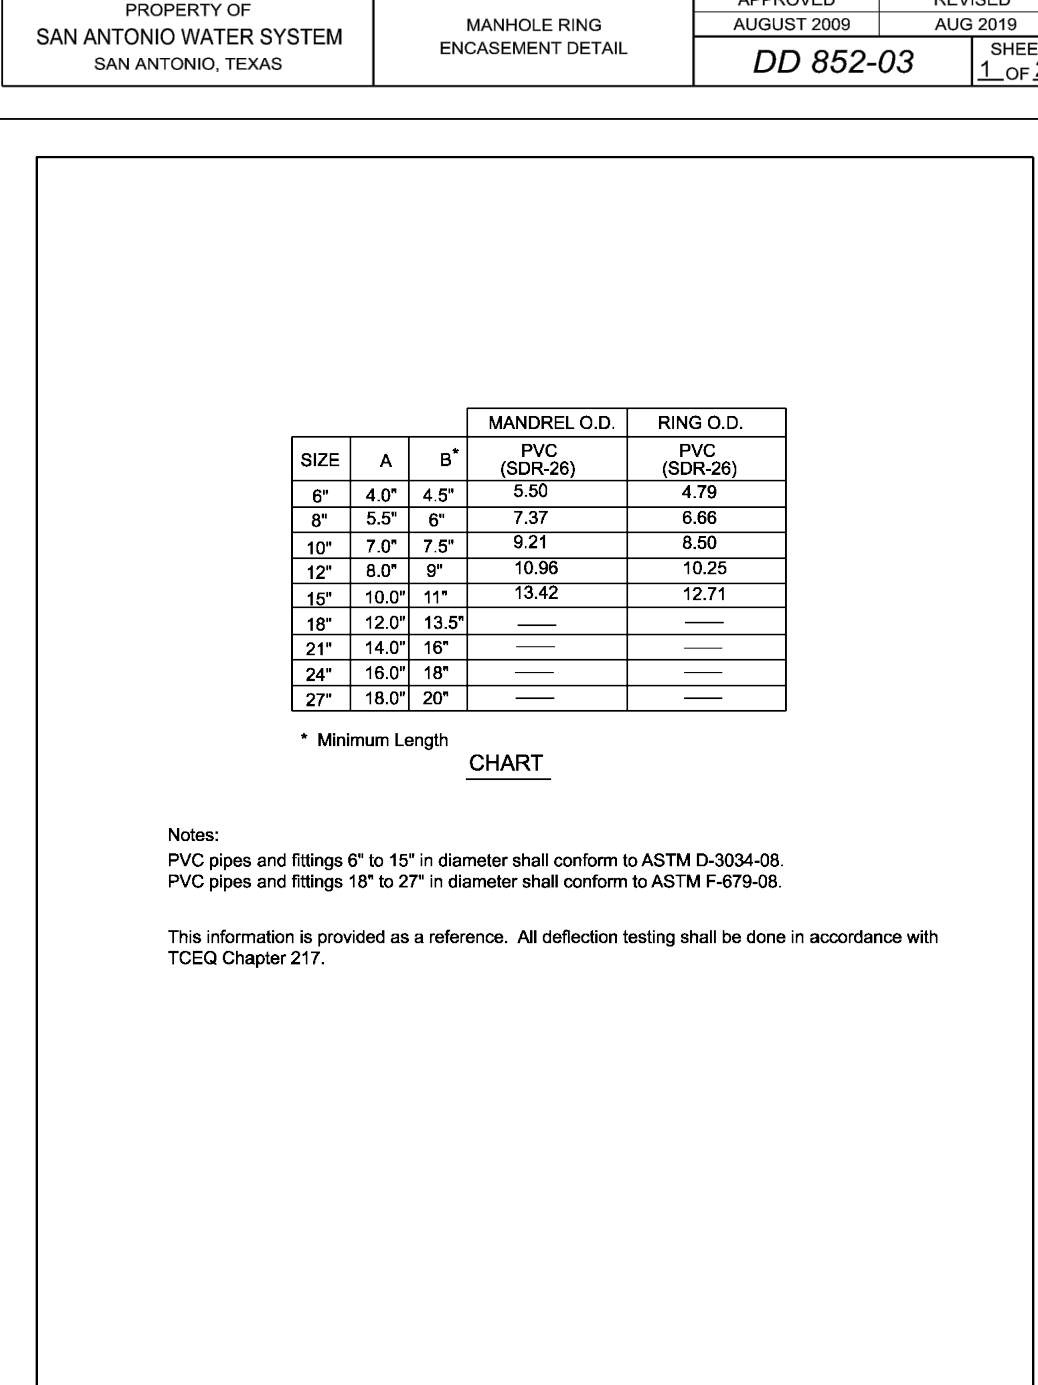 PROPERTY OF
SAN ANTONIO WATER SYSTEM
SAN ANTONIO, TEXAS
MANHOLE RING
ENCASEMENT DETAIL
APPROVED REVISED
AUGUST 2009 AUG 2019
DD 852-03
SHEE
1 OF
MANDREL O.D. RING O.D.
SIZE A B* PVC (SDR-26) PVC (SDR-26)
6" 4.0" 4.5" 5.50 4.79
8" 5.5" 6" 7.37 6.66
10" 7.0" 7.5" 9.21 8.50
12" 8.0" 9" 10.96 10.25
15" 10.0" 11" 13.42 12.71
18" 12.0" 13.5" —— ——
21" 14.0" 16" —— ——
24" 16.0" 18" —— ——
27" 18.0" 20" —— ——
* Minimum Length
CHART
Notes:
PVC pipes and fittings 6" to 15" in diameter shall conform to ASTM D-3034-08.
PVC pipes and fittings 18" to 27" in diameter shall conform to ASTM F-679-08.
This information is provided as a reference. All deflection testing shall be done in accordance with
TCEQ Chapter 217.